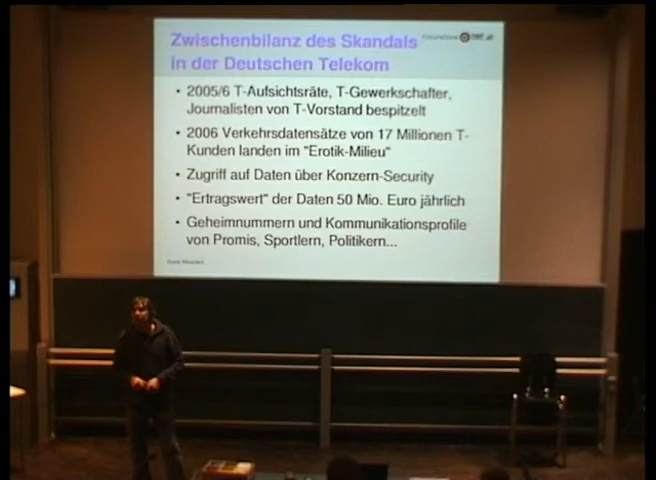 Zwischenbilanz des Skandals
in der Deutschen Telekom
• 2005/6 T-Aufsichtsräte, T-Gewerkschafter,
Journalisten von T-Vorstand bespitzelt
• 2006 Verkehrsdatensätze von 17 Millionen T-
Kunden landen im "Erotik-Milieu"
• Zugriff auf Daten über Konzern-Security
• "Ertragswert" der Daten 50 Mio. Euro jährlich
• Geheimnummern und Kommunikationsprofile
von Promis, Sportlern, Politikern...